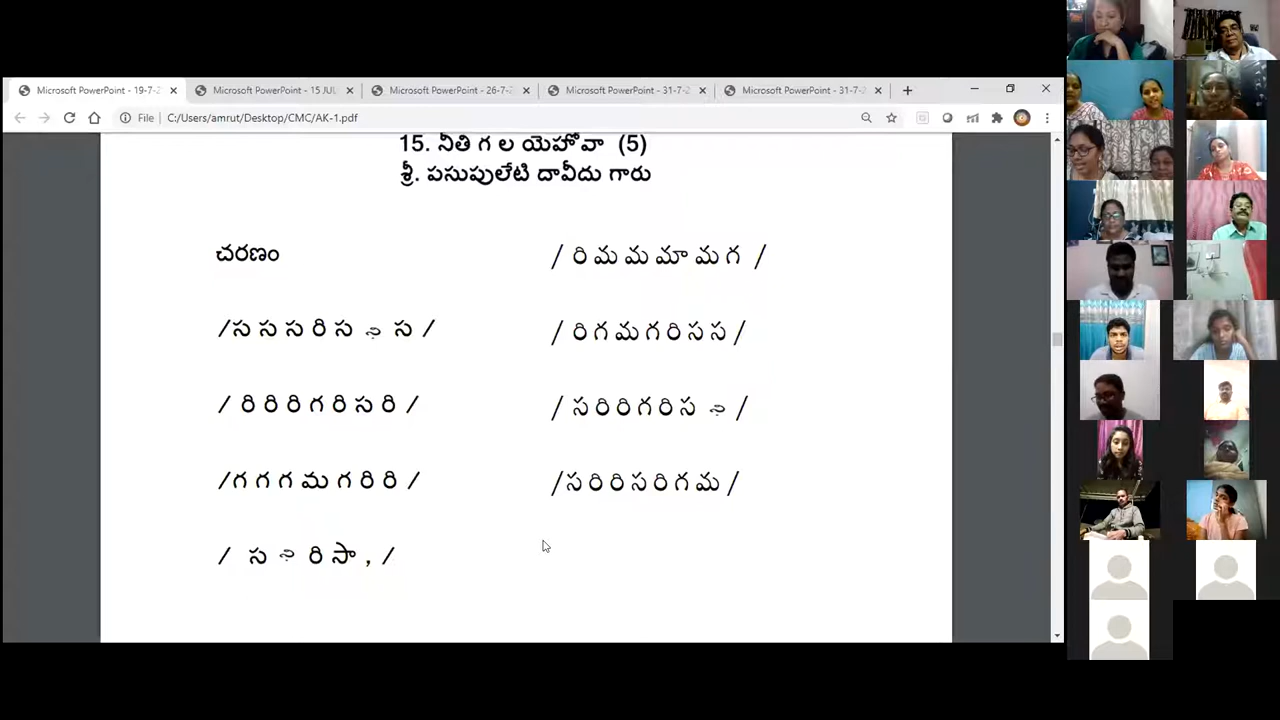 Microsoft PowerPoint - 19-7-2
Microsoft PowerPoint - 15 JUL
Microsoft PowerPoint - 26-7-2
Microsoft PowerPoint - 31-7-2
Microsoft PowerPoint - 31-7-2
File
C:/Users/amrut/Desktop/CMC/AK-1.pdf
15. నీతి గ ల యెహోవా (5)
శ్రీ. పసుపులేటి దావీదు గారు
చరణం
/స స స రి స ని స /
/ రి రి రి గ రి స రి /
/గ గ గ మ గ రి రి /
/ స ని రి సా , /
/ రి మ మ మా మ గ /
/ రి గ మ గ రి స స /
/ స రి రి గ రి స ని /
/స రి రి స రి గ మ /